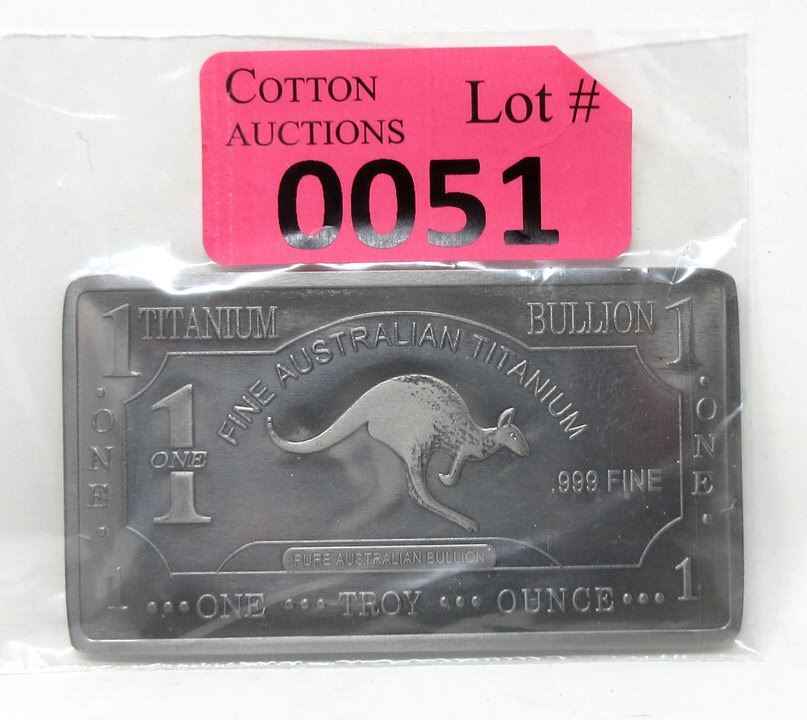 COTTON
AUCTIONS
Lot #
0051
1 TITANIUM BULLION 1
FINE AUSTRALIAN TITANIUM
·ONE·
1
ONE
.999 FINE
·ONE·
PURE AUSTRALIAN BULLION
1 ···ONE ··· TROY ··· OUNCE··· 1